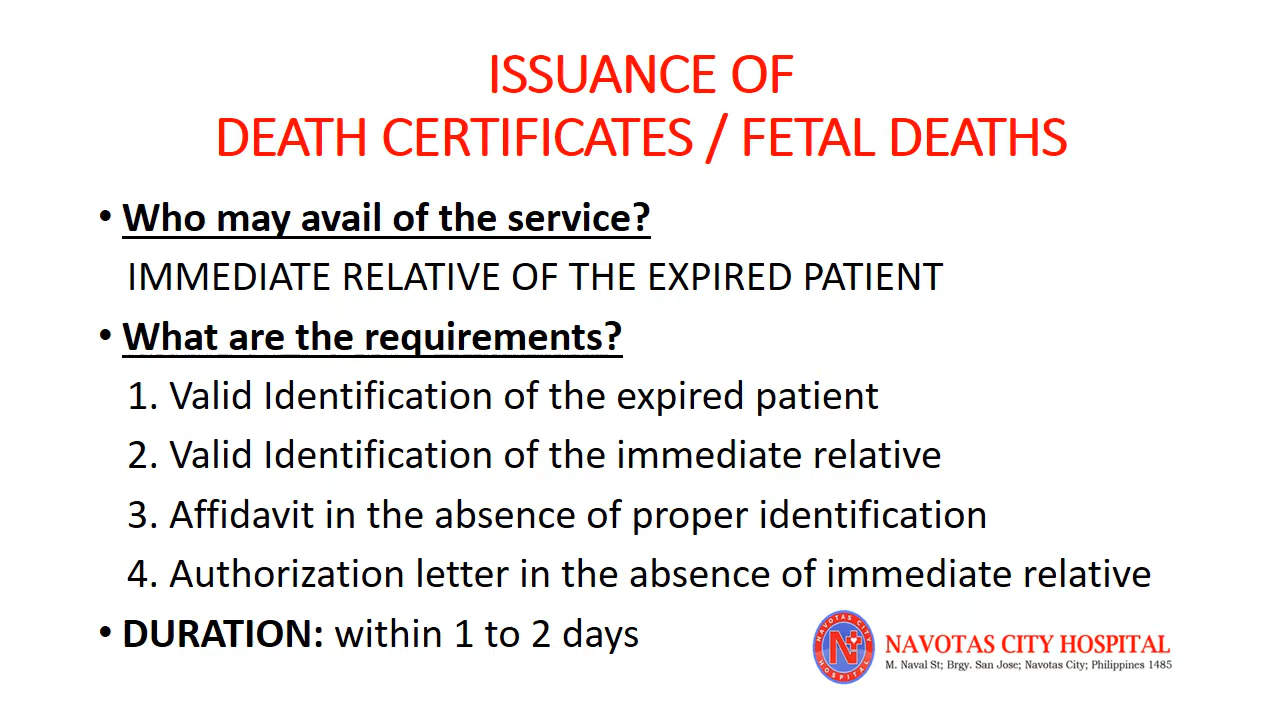 ISSUANCE OF
DEATH CERTIFICATES / FETAL DEATHS
• Who may avail of the service?
IMMEDIATE RELATIVE OF THE EXPIRED PATIENT
• What are the requirements?
1. Valid Identification of the expired patient
2. Valid Identification of the immediate relative
3. Affidavit in the absence of proper identification
4. Authorization letter in the absence of immediate relative
• DURATION: within 1 to 2 days
NAVOTAS CITY
N
HOSPITAL
NAVOTAS CITY HOSPITAL
M. Naval St; Brgy. San Jose; Navotas City; Philippines 1485